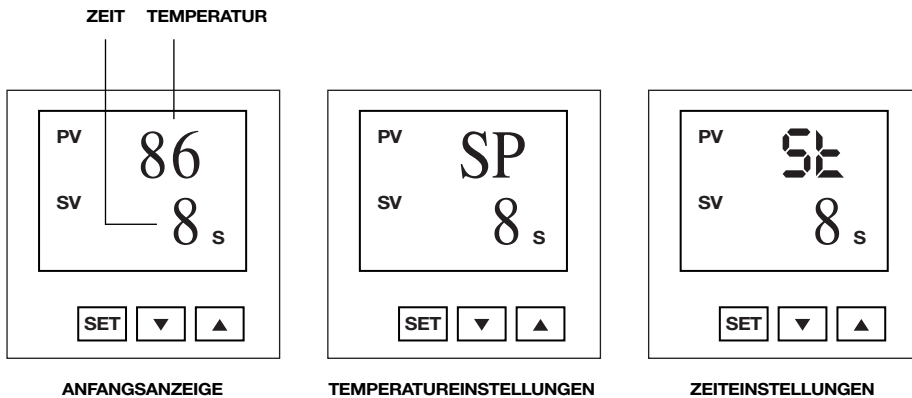 ZEIT TEMPERATUR
PV 86
SV 8 S
SET ▼ ▲
ANFANGSANZEIGE
PV SP
SV 8 S
SET ▼ ▲
TEMPERATUREINSTELLUNGEN
PV St
SV 8 S
SET ▼ ▲
ZEITEINSTELLUNGEN